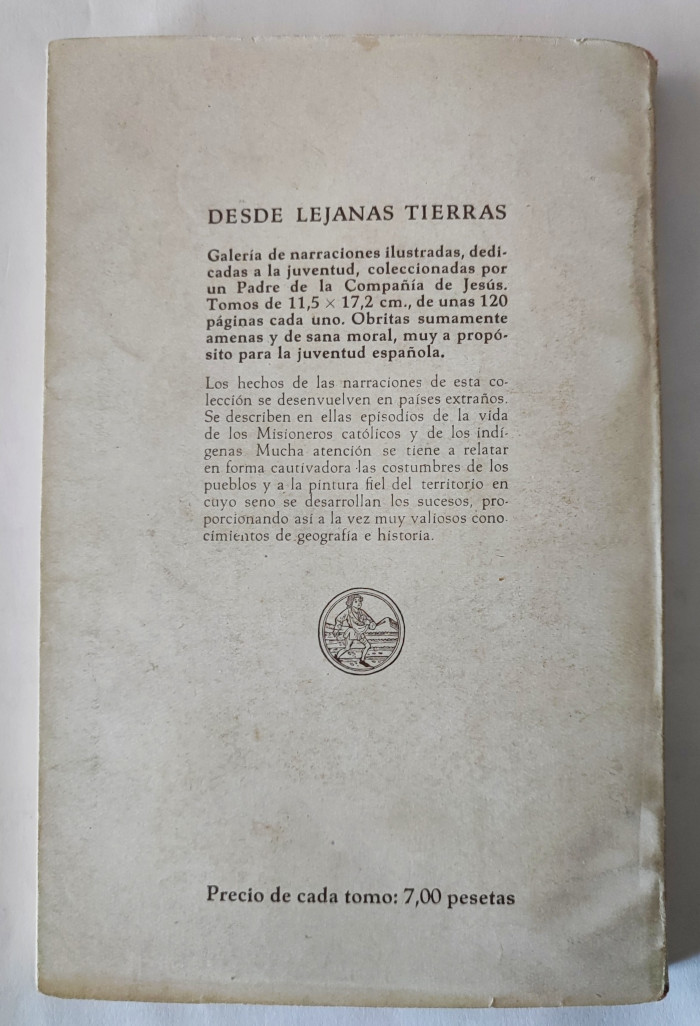 DESDE LEJANAS TIERRAS
Galería de narraciones ilustradas, dedi-
cadas a la juventud, coleccionadas por
un Padre de la Compañía de Jesús.
Tomos de 11,5 × 17,2 cm., de unas 120
páginas cada uno. Obritas sumamente
amenas y de sana moral, muy a propó-
sito para la juventud española.
Los hechos de las narraciones de esta co-
lección se desenvuelven en países extraños.
Se describen en ellas episodios de la vida
de los Misioneros católicos y de los indí-
genas Mucha atención se tiene a relatar
en forma cautivadora las costumbres de los
pueblos y a la pintura fiel del territorio en
cuyo seno se desarrollan los sucesos, pro-
porcionando así a la vez muy valiosos cono-
cimientos de geografía e historia.
Precio de cada tomo: 7,00 pesetas